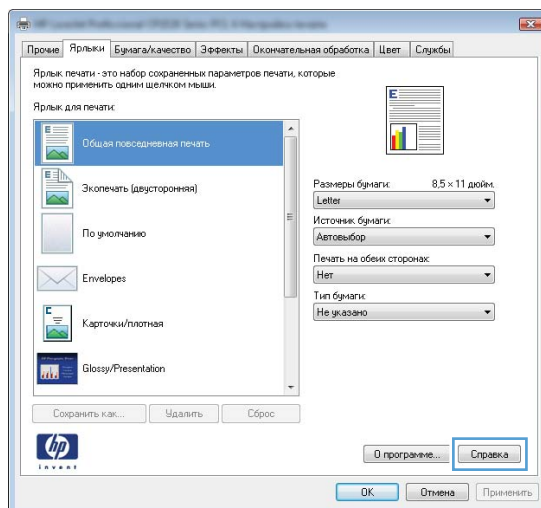 Прочие Ярлыки Бумага/качество Эффекты Окончательная обработка Цвет Службы
Ярлык печати - это набор сохраненных параметров печати, которые
можно применить одним щелчком мыши.
Ярлык для печати:
Общая повседневная печать
Экопечать (двусторонняя)
По умолчанию
Envelopes
Карточки/плотная
Glossy/Presentation
Сохранить как... Удалить Сброс
E
Размеры бумаги: 8,5 × 11 дюйм.
Letter
Источник бумаги:
Автовыбор
Печать на обеих сторонах:
Нет
Тип бумаги:
Не указано
hp
invent
О программе... Справка
OK Отмена Применить